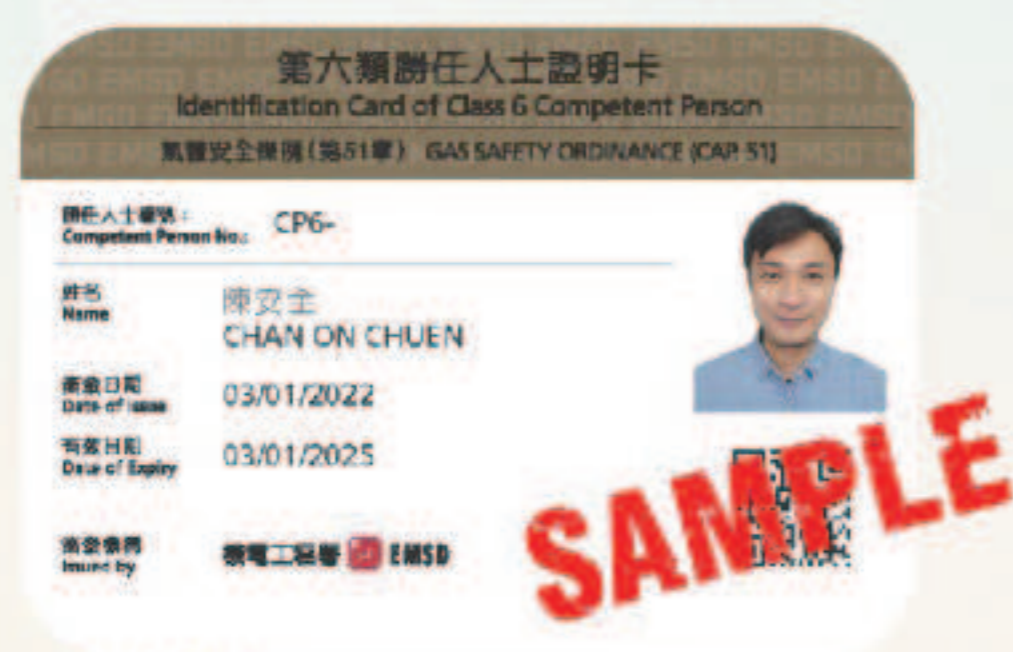 第六類勝任人士證明卡
Identification Card of Class 6 Competent Person
氣體安全條例(第51章) GAS SAFETY ORDINANCE (CAP. 51)
勝任人士編號：
Competent Person No.: CP6-
姓名
Name
陳安全
CHAN ON CHUEN
簽發日期
Date of Issue
03/01/2022
有效日期
Date of Expiry
03/01/2025
簽發機關
Issued by
機電工程署 EMSD
SAMPLE